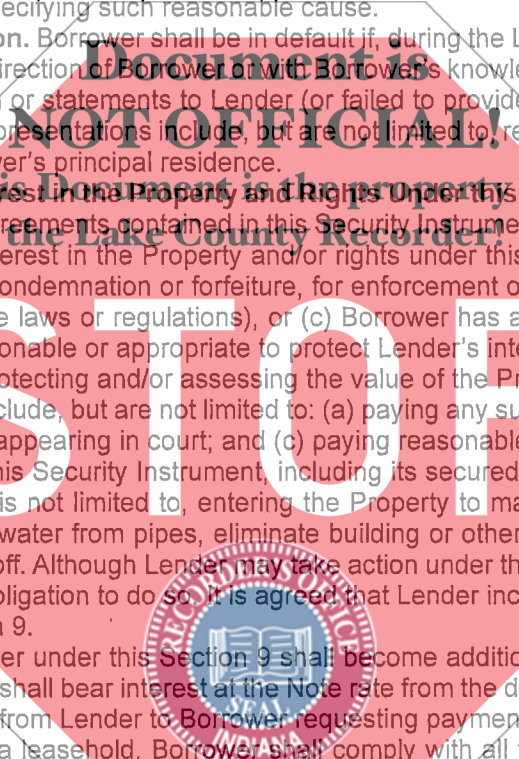 ecifying such reasonable cause.
on. Borrower shall be in default if, during the L
irection of Borrower or with Borrower's knowle
Document is
n or statements to Lender (or failed to provide
NOT OFFICIAL!
presentations include, but are not limited to, re
er's principal residence.
rest in the Property and Rights Under this
is Document is the property
reements contained in this Security Instrume
the Lake County Recorder!
erest in the Property and/or rights under this
ondemnation or forfeiture, for enforcement o
e laws or regulations), or (c) Borrower has a
onable or appropriate to protect Lender's inte
otecting and/or assessing the value of the Pr
STOP
clude, but are not limited to: (a) paying any su
appearing in court; and (c) paying reasonable
his Security Instrument, including its secured
is not limited to, entering the Property to ma
water from pipes, eliminate building or other
off. Although Lender may take action under th
bligation to do so. It is agreed that Lender inc
n 9.
er under this Section 9 shall become additio
shall bear interest at the Note rate from the d
from Lender to Borrower requesting paymen
a leasehold, Borrower shall comply with all
RECORDER'S OFFICE
SEAL
INDIANA